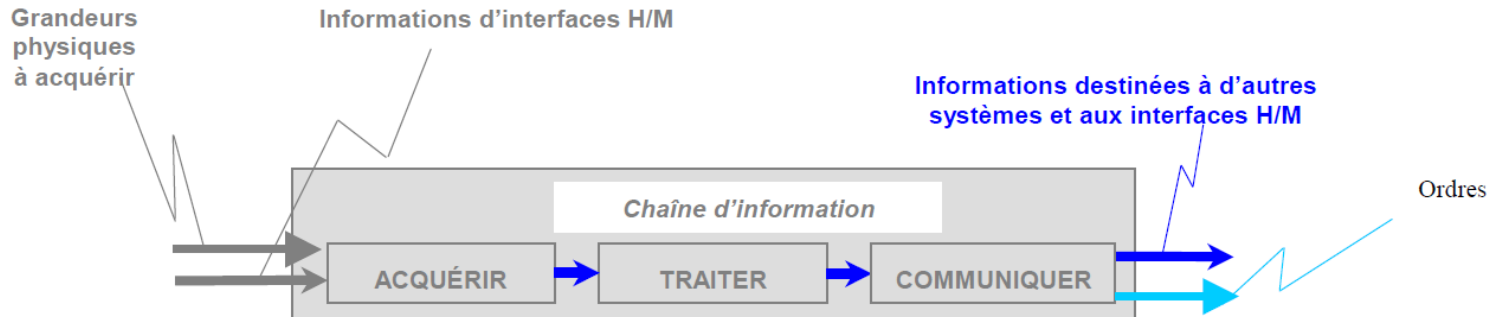 Grandeurs
physiques
à acquérir
Informations d'interfaces H/M
Informations destinées à d'autres
systèmes et aux interfaces H/M
Ordres
Chaîne d'information
ACQUÉRIR
TRAITER
COMMUNIQUER